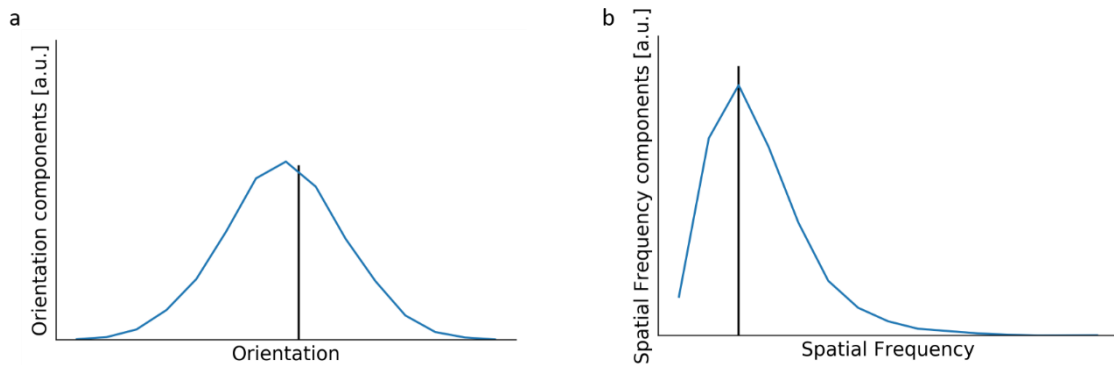 a
Orientation components [a.u.]
Orientation
b
Spatial Frequency components [a.u.]
Spatial Frequency